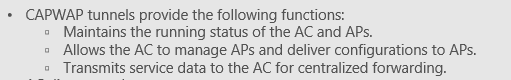 • CAPWAP tunnels provide the following functions:
▫ Maintains the running status of the AC and APs.
▫ Allows the AC to manage APs and deliver configurations to APs.
▫ Transmits service data to the AC for centralized forwarding.